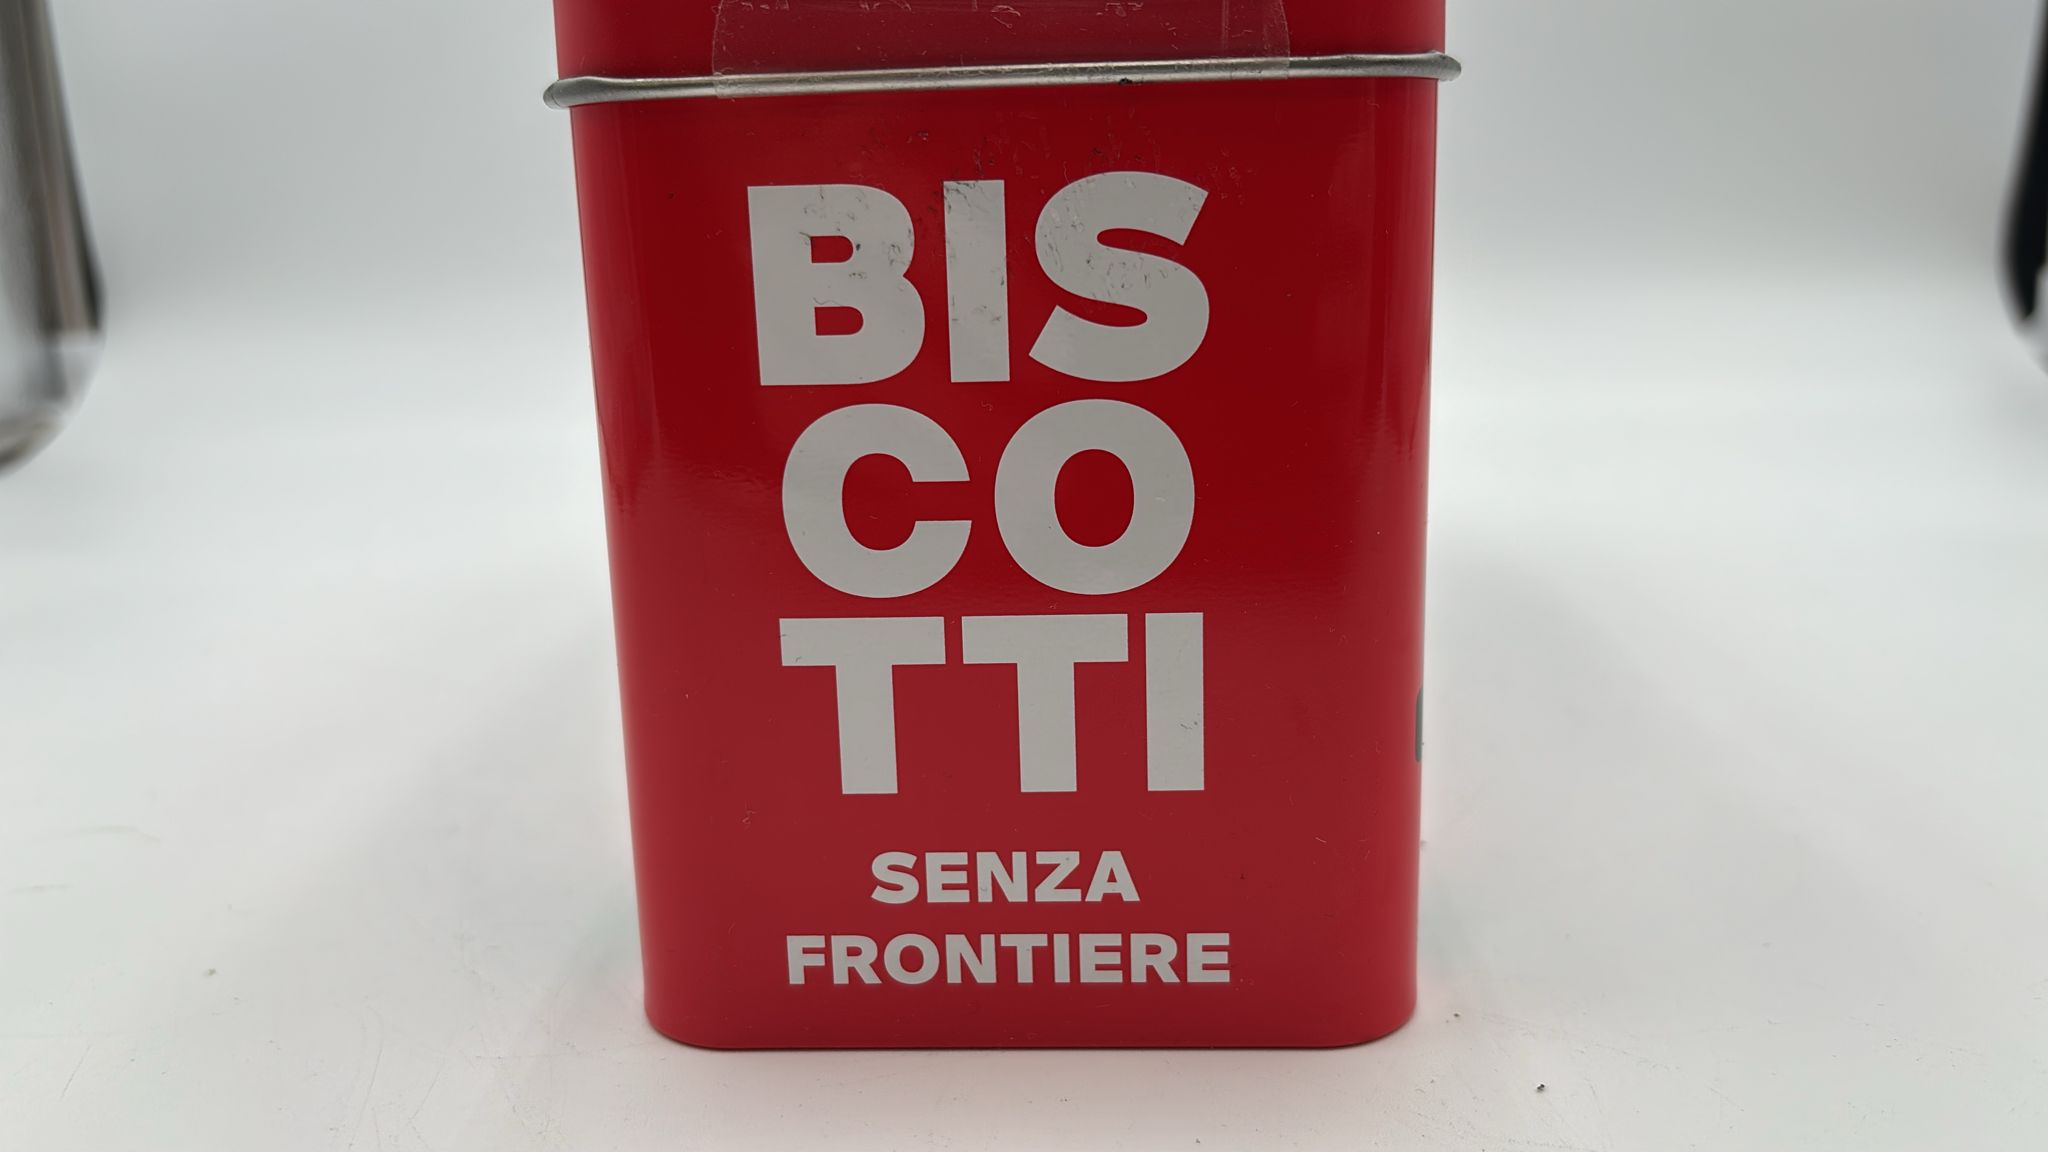 BIS
CO
TTI
SENZA
FRONTIERE